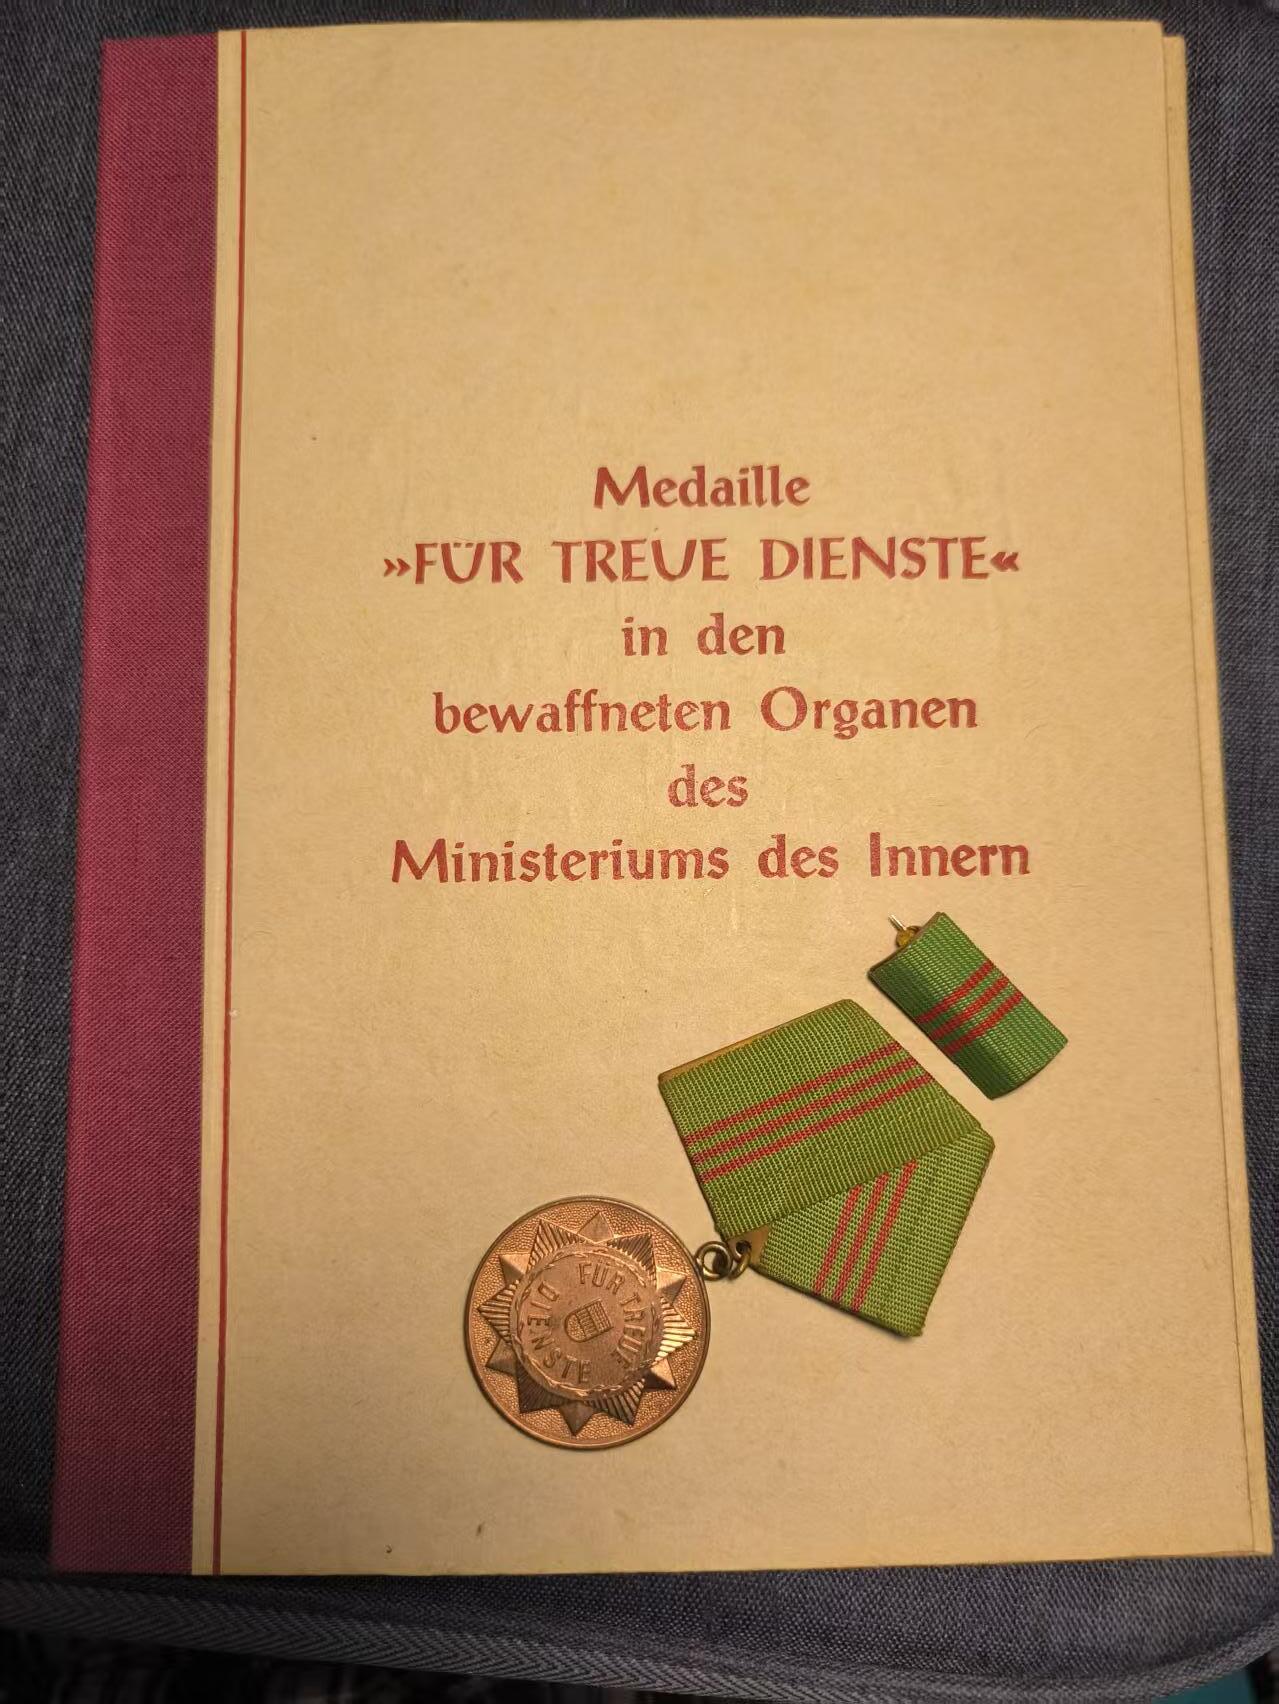 Medaille
»FÜR TREUE DIENSTE«
in den
bewaffneten Organen
des
Ministeriums des Innern
FÜR TREUE
DIENSTE